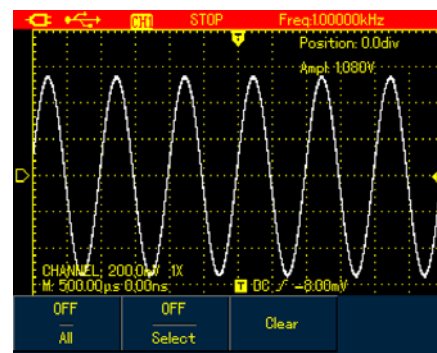 CH1 STOP Freq:1.00000kHz
T
Position: 0.0div
Ampl: 1.080V
CHANNEL: 200.0mV 1X
M: 500.00μs 0.00ns T DC -8.00mV
OFF OFF Clear
All Select